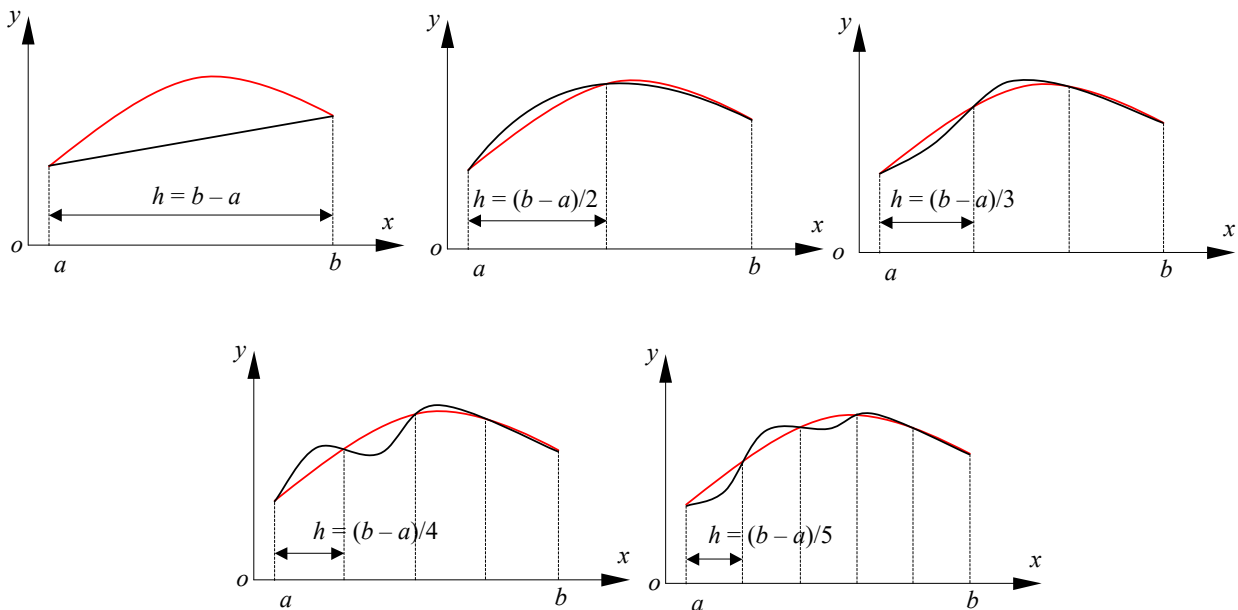 y
h = b – a
x
o
a
b
y
h = (b – a)/2
x
o
a
b
y
h = (b – a)/3
x
o
a
b
y
h = (b – a)/4
x
o
a
b
y
h = (b – a)/5
x
o
a
b